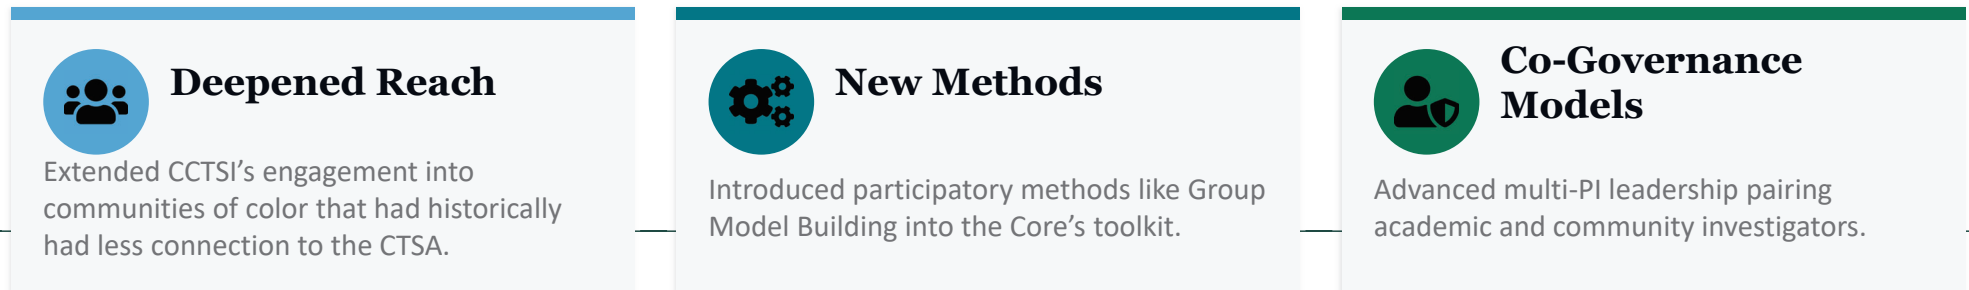 Deepened Reach
Extended CCTSI’s engagement into
communities of color that had historically
had less connection to the CTSA.
New Methods
Introduced participatory methods like Group
Model Building into the Core’s toolkit.
Co-Governance
Models
Advanced multi-PI leadership pairing
academic and community investigators.